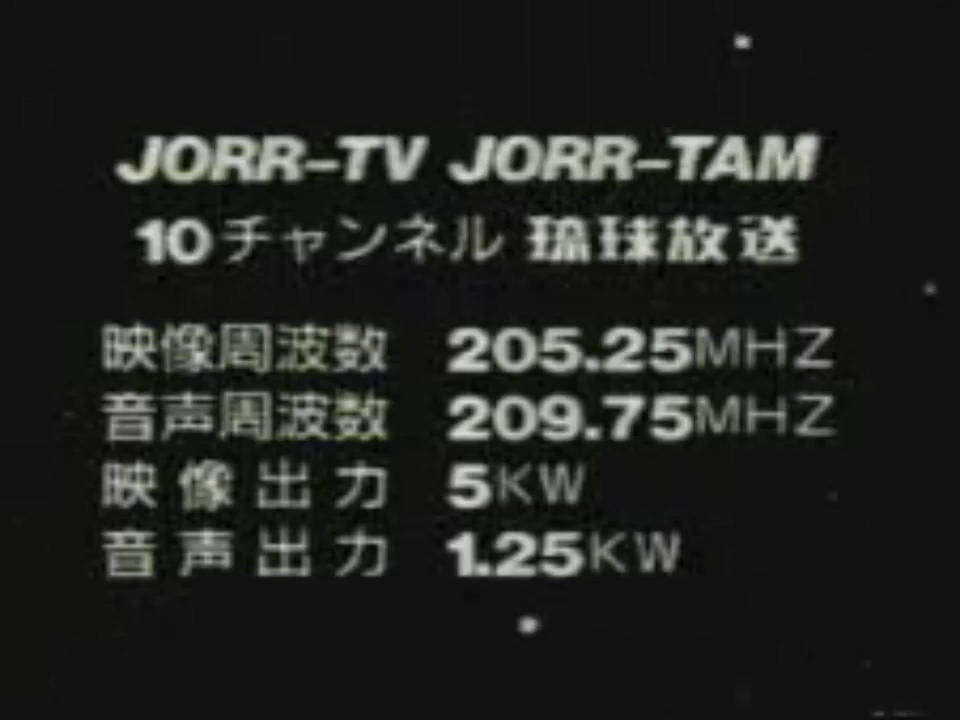 JORR-TV JORR-TAM
10チャンネル 琉球放送
映像周波数 205.25MHZ
音声周波数 209.75MHZ
映像出力 5KW
音声出力 1.25KW